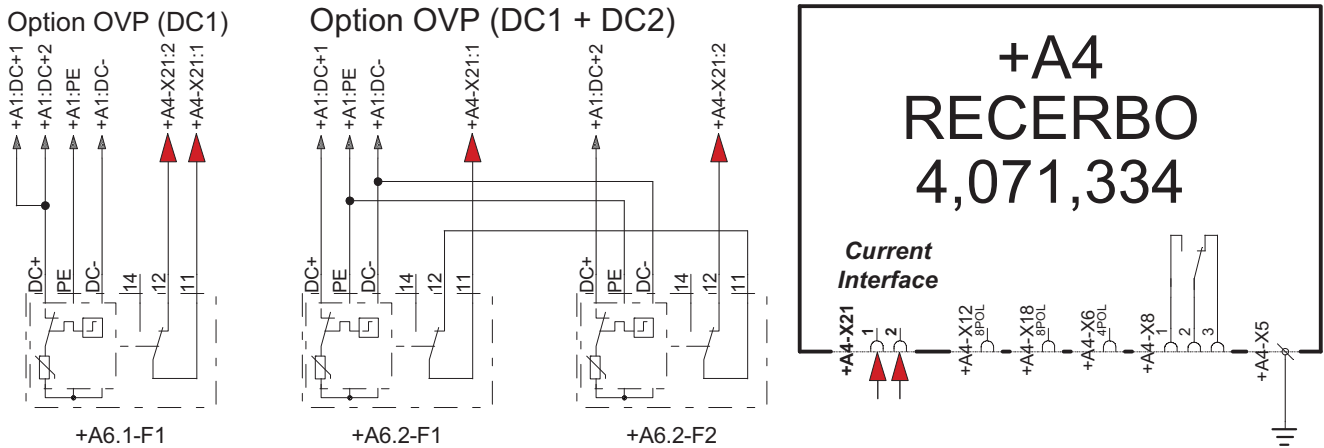 Option OVP (DC1)
+A1:DC+1
+A1:DC+2
+A1:PE
+A1:DC-
+A4-X21:2
+A4-X21:1
DC+
PE
DC-
14
12
11
+A6.1-F1
Option OVP (DC1 + DC2)
+A1:DC+1
+A1:PE
+A1:DC-
+A4-X21:1
+A1:DC+2
+A4-X21:2
DC+
PE
DC-
14
12
11
DC+
PE
DC-
14
12
11
+A6.2-F1
+A6.2-F2
+A4
RECERBO
4,071,334
Current
Interface
+A4-X21
1
2
+A4-X12
8POL
+A4-X18
8POL
+A4-X6
4POL
+A4-X8
1
2
3
+A4-X5